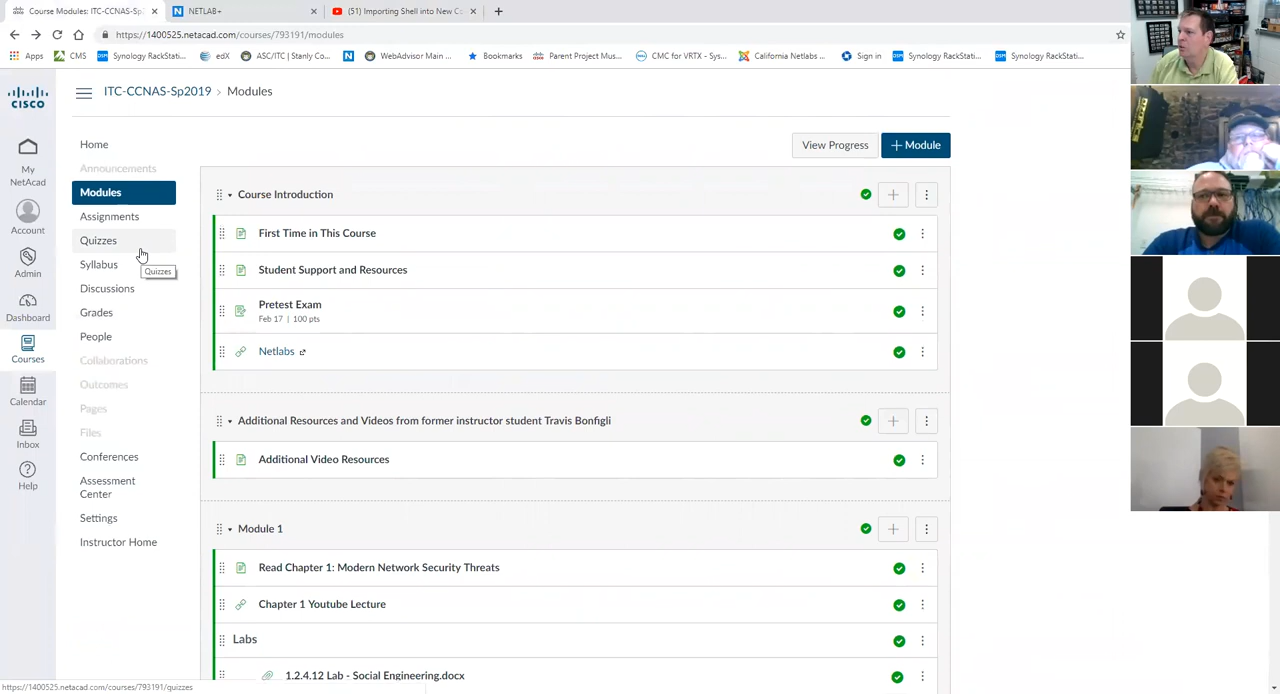 Course Modules: ITC-CCNAS-Sp2
NETLAB+
(51) Importing Shell into New Co
https://1400525.netacad.com/courses/793191/modules
Apps
CMS
Synology RackStati...
edX
ASCCITC | Stinky Co...
WebAdvisor Main...
Bookmarks
Parent Project Mus...
CMC for VRTX - Sys...
California Netlabs ...
Sign in
Synology RackStati...
Synology RackStati...
CISCO
ITC-CCNAS-Sp2019 > Modules
My NetAcad
Account
Admin
Dashboard
Courses
Calendar
Inbox
Help
Home
Announcements
Modules
Assignments
Quizzes
Quizzes
Syllabus
Discussions
Grades
People
Collaborations
Outcomes
Pages
Files
Conferences
Assessment
Center
Settings
Instructor Home
View Progress
+ Module
Course Introduction
First Time in This Course
Student Support and Resources
Pretest Exam
Feb 17 | 100 pts
Netlabs
Additional Resources and Videos from former instructor student Travis Bonfigli
Additional Video Resources
Module 1
Read Chapter 1: Modern Network Security Threats
Chapter 1 Youtube Lecture
Labs
1.2.4.12 Lab - Social Engineering.docx
https://1400525.netacad.com/courses/793191/quizzes